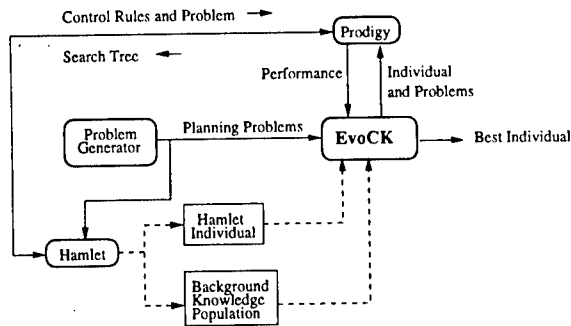 Control Rules and Problem
Prodigy
Search Tree
Performance
Individual
and Problems
Problem
Generator
Planning Problems
EvoCK
Best Individual
Hamlet
Individual
Hamlet
Background
Knowledge
Population